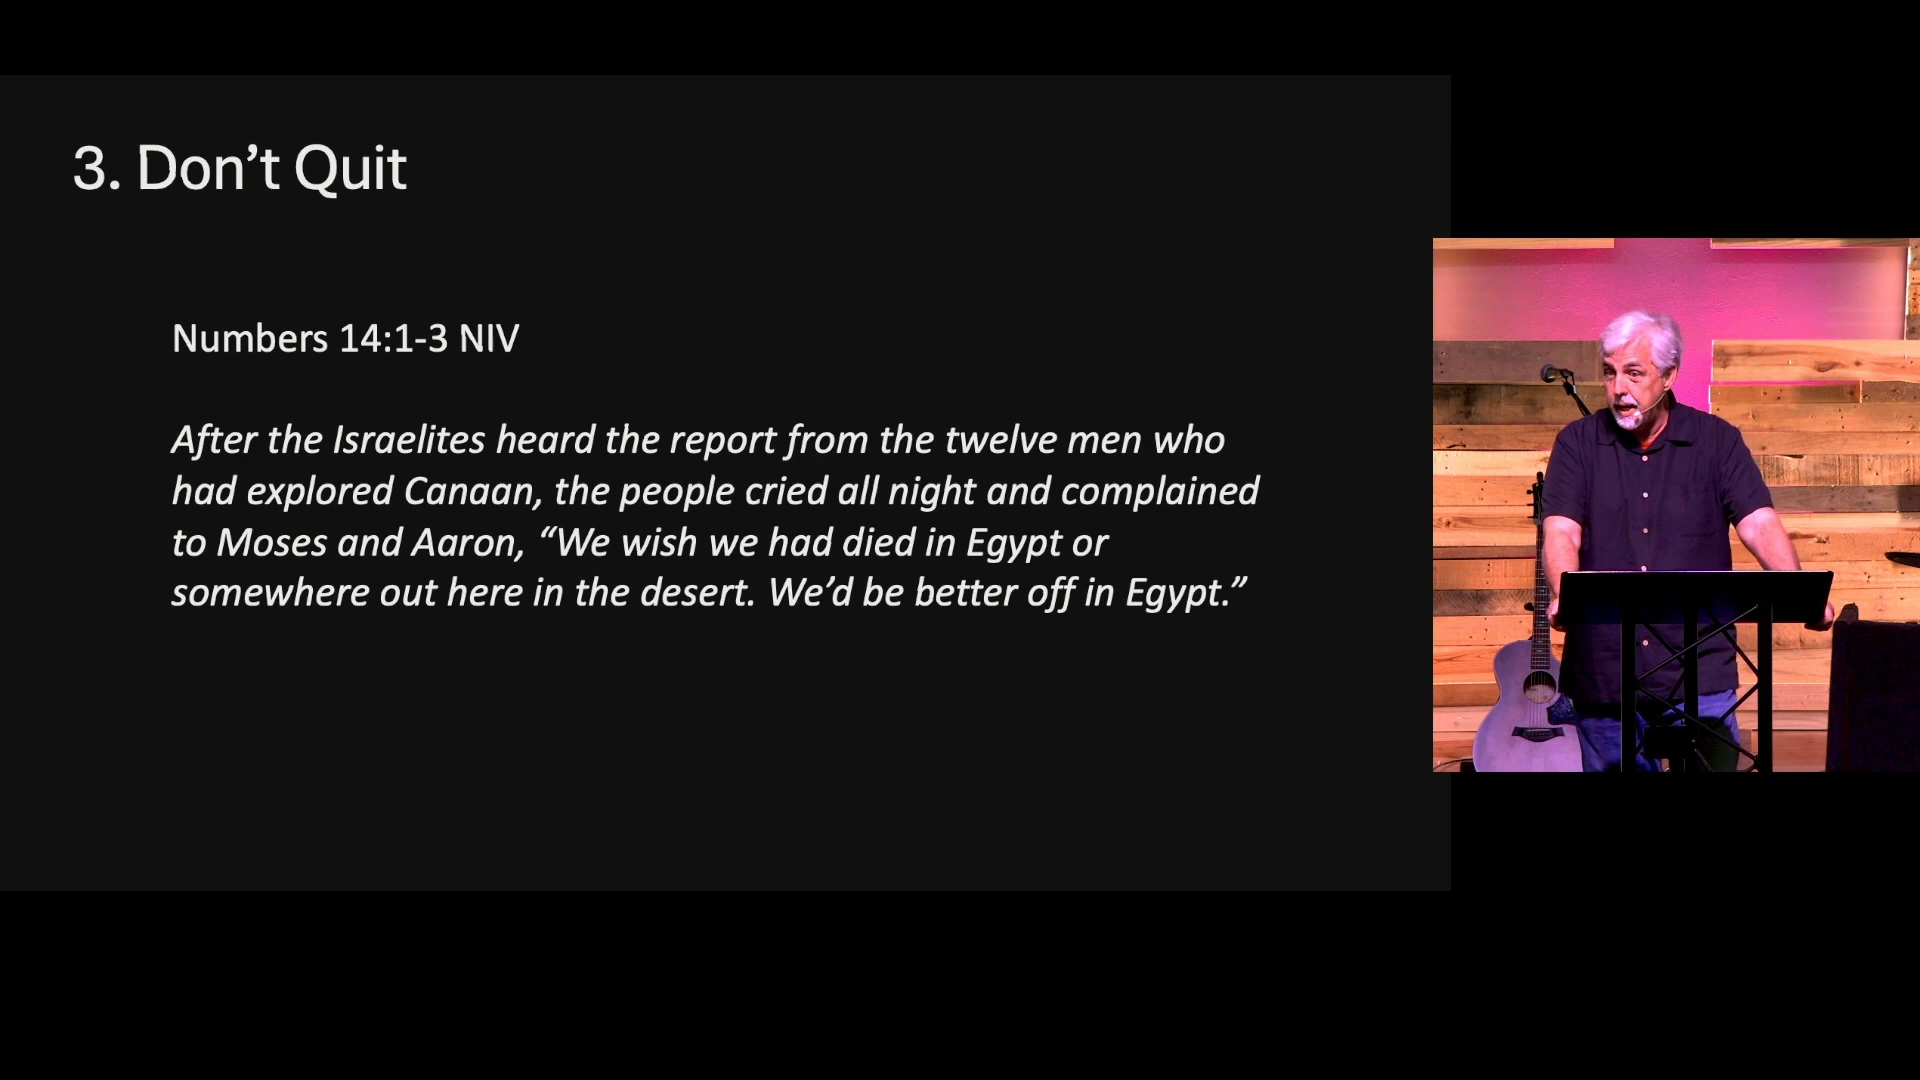 3. Don’t Quit
Numbers 14:1-3 NIV
After the Israelites heard the report from the twelve men who
had explored Canaan, the people cried all night and complained
to Moses and Aaron, “We wish we had died in Egypt or
somewhere out here in the desert. We’d be better off in Egypt.”